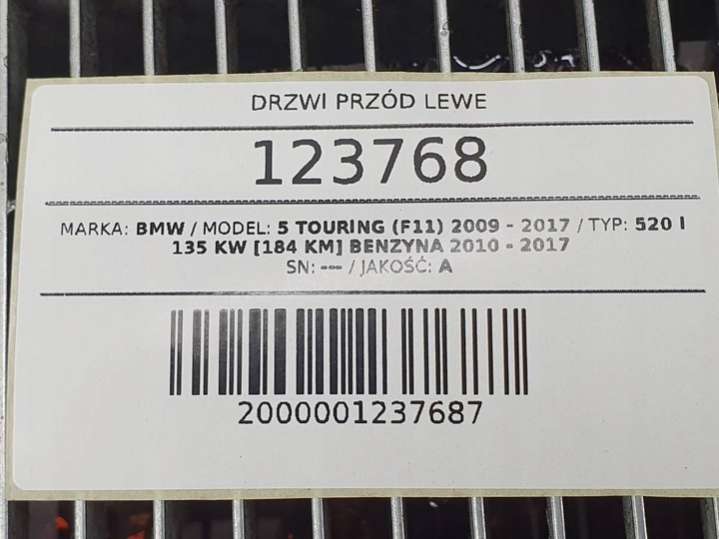 DRZWI PRZÓD LEWE
123768
MARKA: BMW / MODEL: 5 TOURING (F11) 2009 - 2017 / TYP: 520 I
135 KW [184 KM] BENZYNA 2010 - 2017
SN: --- / JAKOŚĆ: A
2000001237687